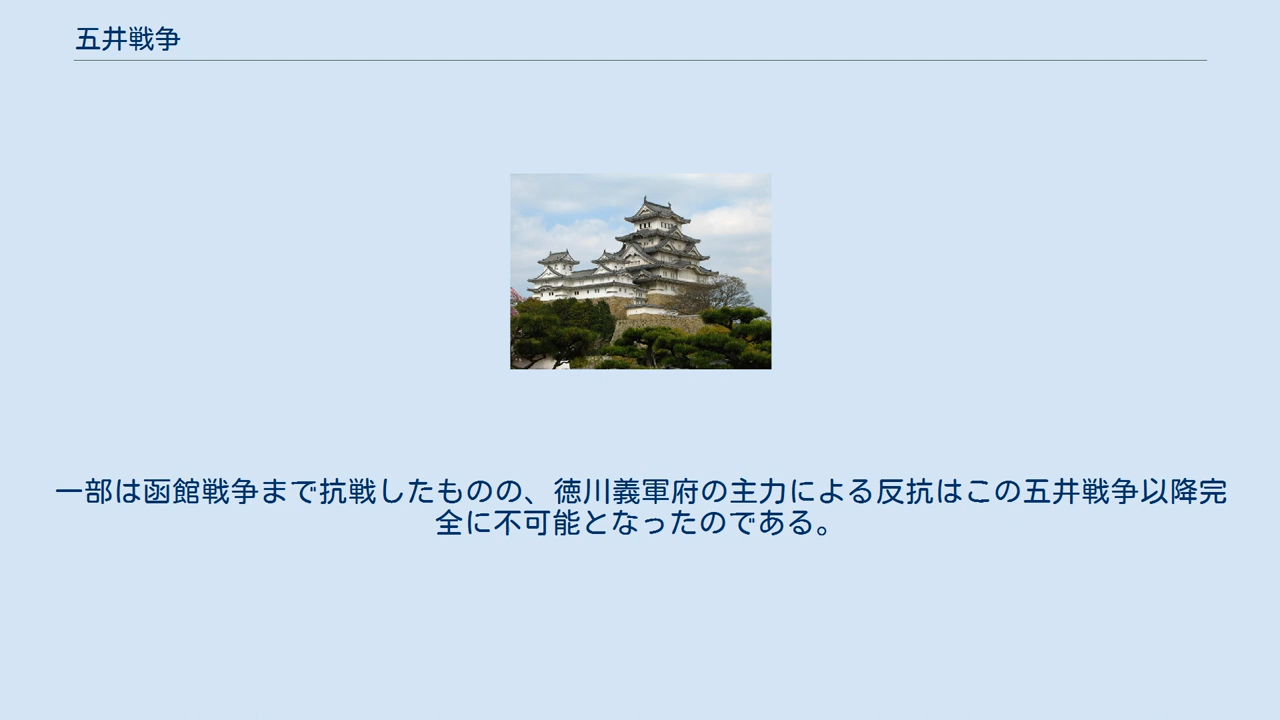 五井戦争
一部は函館戦争まで抗戦したものの、徳川義軍府の主力による反抗はこの五井戦争以降完
全に不可能となったのである。